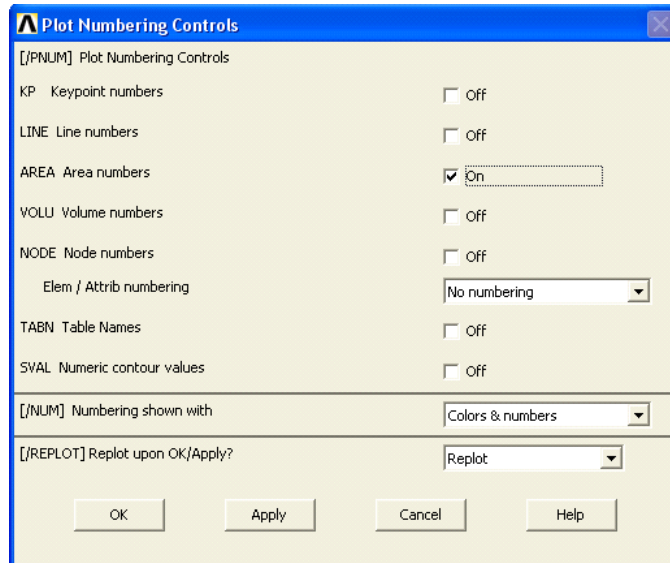 Plot Numbering Controls
[/PNUM] Plot Numbering Controls
KP Keypoint numbers Off
LINE Line numbers Off
AREA Area numbers On
VOLU Volume numbers Off
NODE Node numbers Off
Elem / Attrib numbering No numbering
TABN Table Names Off
SVAL Numeric contour values Off
[/NUM] Numbering shown with Colors & numbers
[/REPLOT] Replot upon OK/Apply? Replot
OK Apply Cancel Help